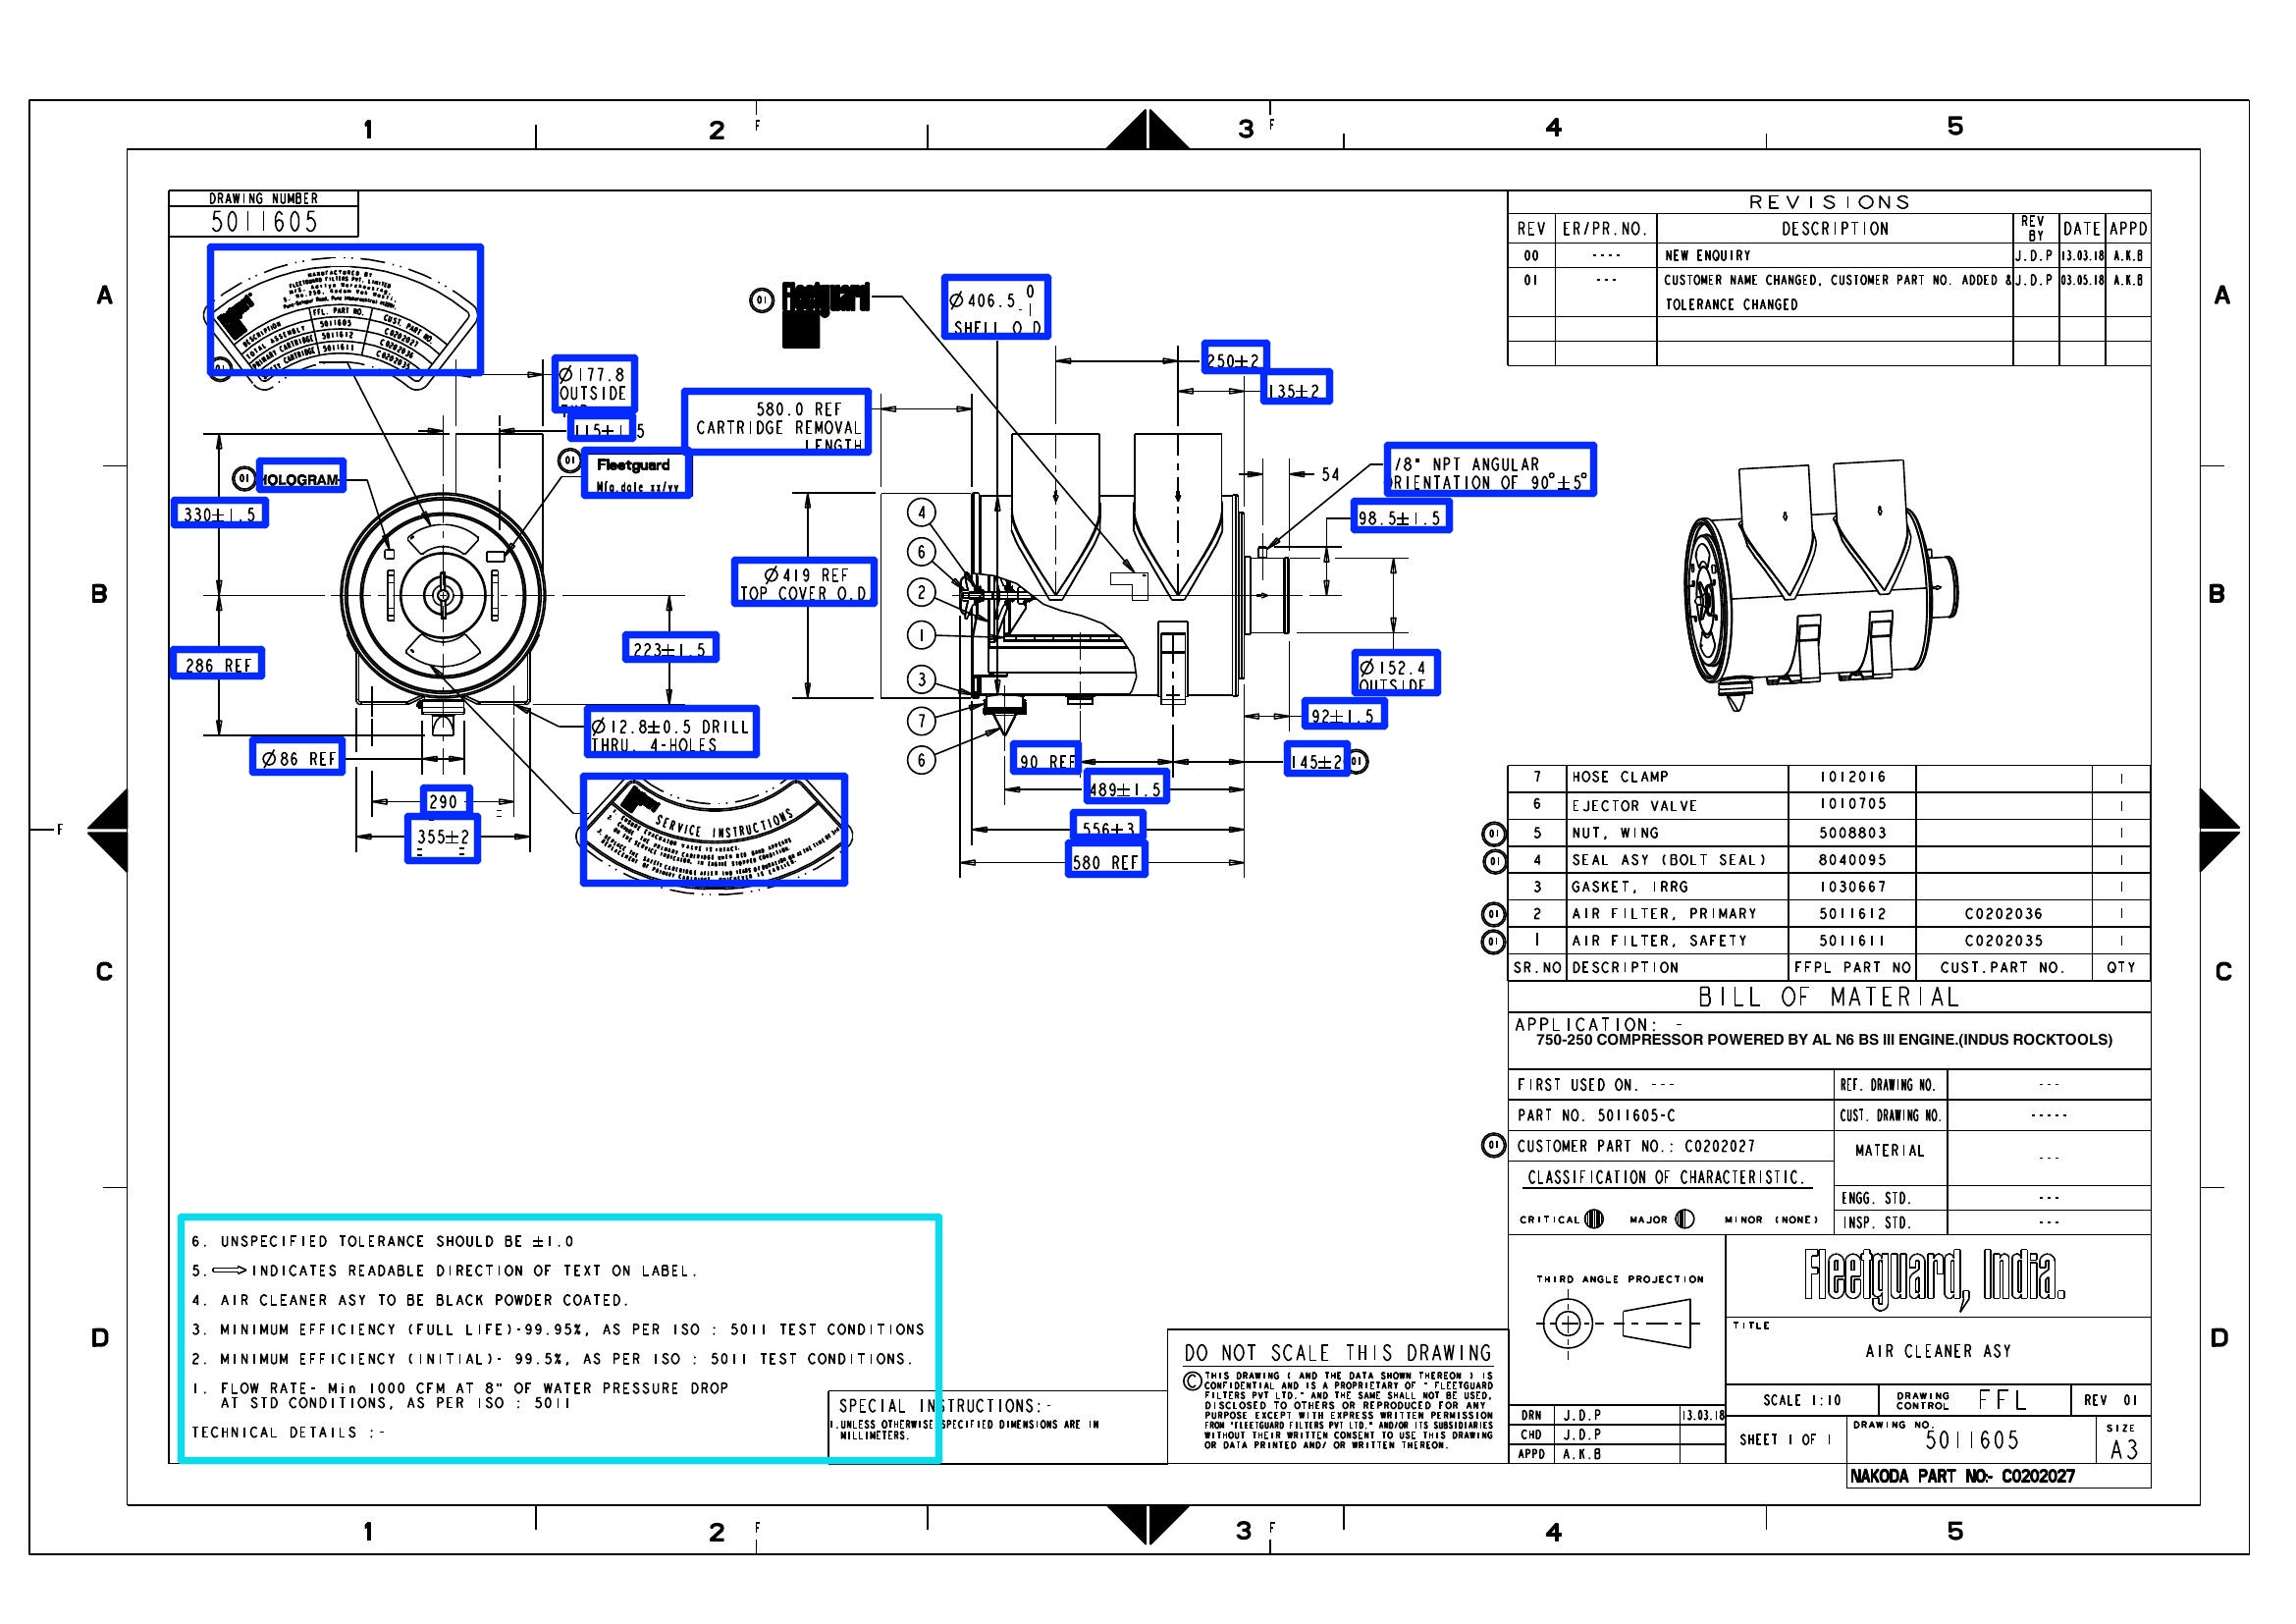 1 2 F 3 F 4 5
A
B
C
D
DRAWING NUMBER
5011605
MANUFACTURED BY
FLEETGUARD FILTERS PVT. LIMITED
DESCRIPTION FFL. PART NO. CUST. PART NO.
TOTAL ASSEMBLY 5011605 C0202027
PRIMARY CARTRIDGE 5011612 C0202036
CARTRIDGE 5011611 C0202035
01
01 Fleetguard
Ø406.5 0 -1
SHELL O.D
250±2
135±2
Ø177.8
OUTSIDE
115±1.5
580.0 REF
CARTRIDGE REMOVAL
LENGTH
01 HOLOGRAM
01 Fleetguard
Mfg.date xx/yy
54
/8" NPT ANGULAR
ORIENTATION OF 90°±5°
330±1.5
98.5±1.5
4
6
2
1
3
7
6
Ø419 REF
TOP COVER O.D
286 REF
223±1.5
Ø152.4
OUTSIDE
92±1.5
Ø12.8±0.5 DRILL
THRU. 4-HOLES
Ø86 REF
90 REF
145±2 01
290
489±1.5
355±2
556±3
580 REF
SERVICE INSTRUCTIONS
REVISIONS
REV ER/PR.NO. DESCRIPTION REV BY DATE APPD
00 ---- NEW ENQUIRY J.D.P 13.03.18 A.K.B
01 --- CUSTOMER NAME CHANGED, CUSTOMER PART NO. ADDED & J.D.P 03.05.18 A.K.B
TOLERANCE CHANGED
7 HOSE CLAMP 1012016 1
6 EJECTOR VALVE 1010705 1
01 5 NUT, WING 5008803 1
01 4 SEAL ASY (BOLT SEAL) 8040095 1
3 GASKET, IRRG 1030667 1
01 2 AIR FILTER, PRIMARY 5011612 C0202036 1
01 1 AIR FILTER, SAFETY 5011611 C0202035 1
SR.NO DESCRIPTION FFPL PART NO CUST.PART NO. QTY
BILL OF MATERIAL
APPLICATION: -
750-250 COMPRESSOR POWERED BY AL N6 BS III ENGINE.(INDUS ROCKTOOLS)
FIRST USED ON. --- REF. DRAWING NO. ---
PART NO. 5011605-C CUST. DRAWING NO. -----
01 CUSTOMER PART NO.: C0202027 MATERIAL ---
CLASSIFICATION OF CHARACTERISTIC.
ENGG. STD. ---
CRITICAL MAJOR MINOR (NONE) INSP. STD. ---
THIRD ANGLE PROJECTION
Fleetguard, India.
TITLE
AIR CLEANER ASY
SCALE 1:10 DRAWING CONTROL FFL REV 01
DRN J.D.P 13.03.18
CHD J.D.P
APPD A.K.B
SHEET 1 OF 1 DRAWING NO. 5011605 SIZE A3
NAKODA PART NO:- C0202027
6. UNSPECIFIED TOLERANCE SHOULD BE ±1.0
5. INDICATES READABLE DIRECTION OF TEXT ON LABEL.
4. AIR CLEANER ASY TO BE BLACK POWDER COATED.
3. MINIMUM EFFICIENCY (FULL LIFE)-99.95%, AS PER ISO : 5011 TEST CONDITIONS
2. MINIMUM EFFICIENCY (INITIAL)- 99.5%, AS PER ISO : 5011 TEST CONDITIONS.
1. FLOW RATE- Min 1000 CFM AT 8" OF WATER PRESSURE DROP
AT STD CONDITIONS, AS PER ISO : 5011
TECHNICAL DETAILS :-
SPECIAL INSTRUCTIONS:-
1.UNLESS OTHERWISE SPECIFIED DIMENSIONS ARE IN
MILLIMETERS.
DO NOT SCALE THIS DRAWING
© THIS DRAWING ( AND THE DATA SHOWN THEREON ) IS
CONFIDENTIAL AND IS A PROPRIETARY OF " FLEETGUARD
FILTERS PVT LTD." AND THE SAME SHALL NOT BE USED,
DISCLOSED TO OTHERS OR REPRODUCED FOR ANY
PURPOSE EXCEPT WITH EXPRESS WRITTEN PERMISSION
FROM "FLEETGUARD FILTERS PVT LTD." AND/OR ITS SUBSIDIARIES
WITHOUT THEIR WRITTEN CONSENT TO USE THIS DRAWING
OR DATA PRINTED AND/ OR WRITTEN THEREON.
A
B
F
C
D
1 2 F 3 F 4 5